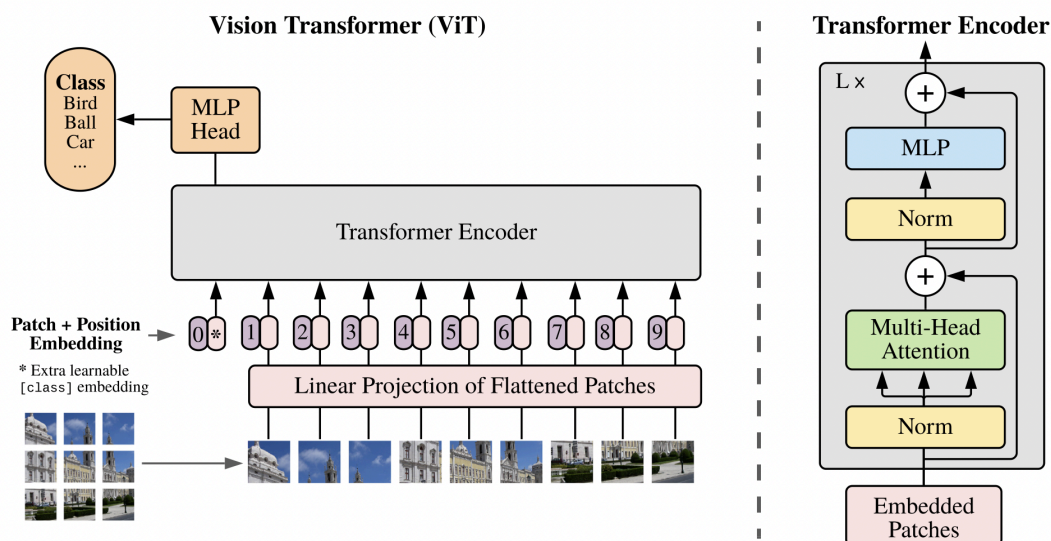 Vision Transformer (ViT)
Class
Bird
Ball
Car
...
MLP
Head
Transformer Encoder
Patch + Position
Embedding
0 * 1 2 3 4 5 6 7 8 9
* Extra learnable
[class] embedding
Linear Projection of Flattened Patches
Transformer Encoder
L ×
+
MLP
Norm
+
Multi-Head
Attention
Norm
Embedded
Patches